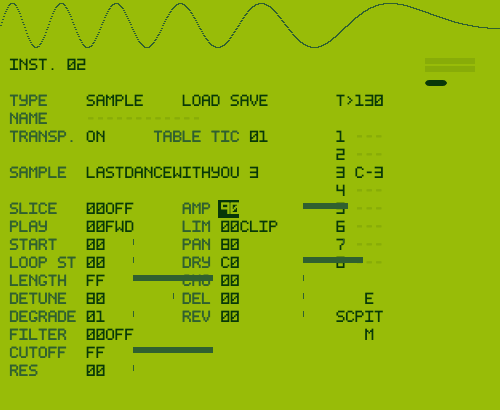 INST. 02
TYPE SAMPLE LOAD SAVE T>130
NAME ------------
TRANSP. ON TABLE TIC 01 1 ---
2 ---
SAMPLE LASTDANCEWITHYOU 3 3 C-3
4 ---
SLICE 00OFF AMP 90 5
PLAY 00FWD LIM 00CLIP 6 ---
START 00 PAN 80 7 ---
LOOP ST 00 DRY C0 8 ---
LENGTH FF CHO 00
DETUNE 80 DEL 00 E
DEGRADE 01 REV 00 SCPIT
FILTER 00OFF M
CUTOFF FF
RES 00